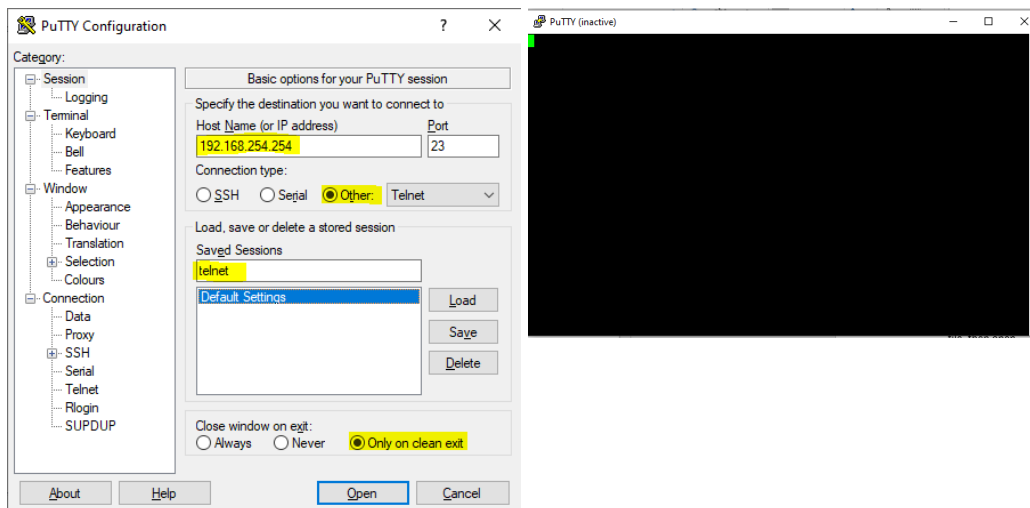 PuTTY Configuration
?
Category:
Session
Logging
Terminal
Keyboard
Bell
Features
Window
Appearance
Behaviour
Translation
Selection
Colours
Connection
Data
Proxy
SSH
Serial
Telnet
Rlogin
SUPDUP
Basic options for your PuTTY session
Specify the destination you want to connect to
Host Name (or IP address) Port
192.168.254.254 23
Connection type:
SSH Serial Other: Telnet
Load, save or delete a stored session
Saved Sessions
telnet
Default Settings
Load
Save
Delete
Close window on exit:
Always Never Only on clean exit
About Help Open Cancel
PuTTY (inactive)